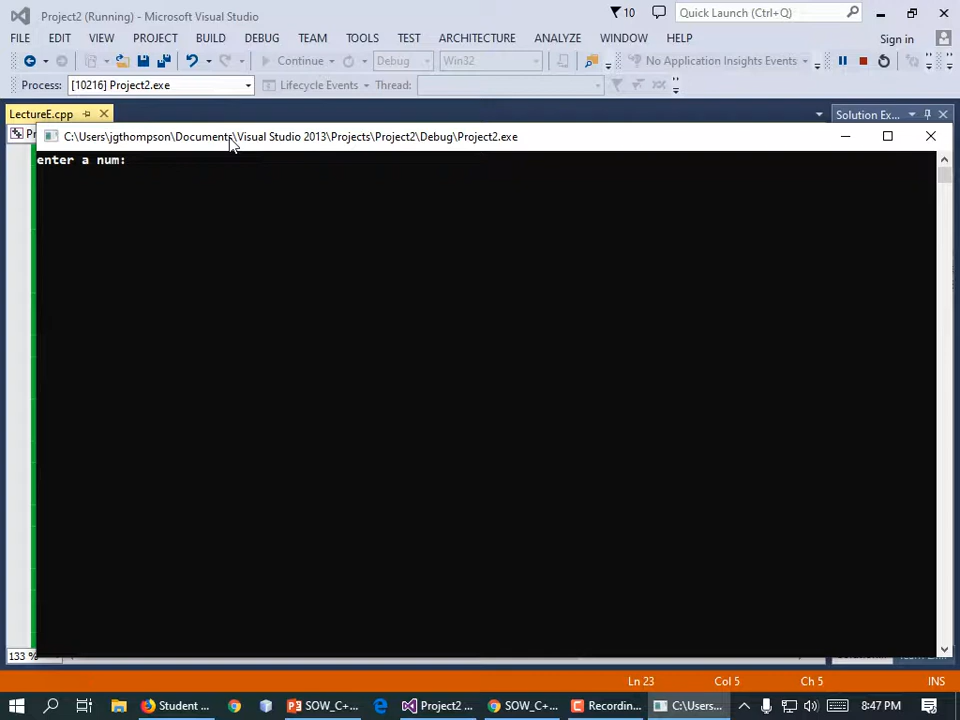 Project2 (Running) - Microsoft Visual Studio
10
Quick Launch (Ctrl+Q)
FILE EDIT VIEW PROJECT BUILD DEBUG TEAM TOOLS TEST ARCHITECTURE ANALYZE WINDOW HELP
Sign in
Continue Debug Win32 No Application Insights Events
Process: [10216] Project2.exe Lifecycle Events Thread:
LectureE.cpp
Solution Ex...
C:\Users\jgthompson\Documents\Visual Studio 2013\Projects\Project2\Debug\Project2.exe
enter a num:
133 %
Ln 23 Col 5 Ch 5 INS
Student ... SOW_C+... Project2 ... SOW_C+... Recordin... C:\Users... 8:47 PM